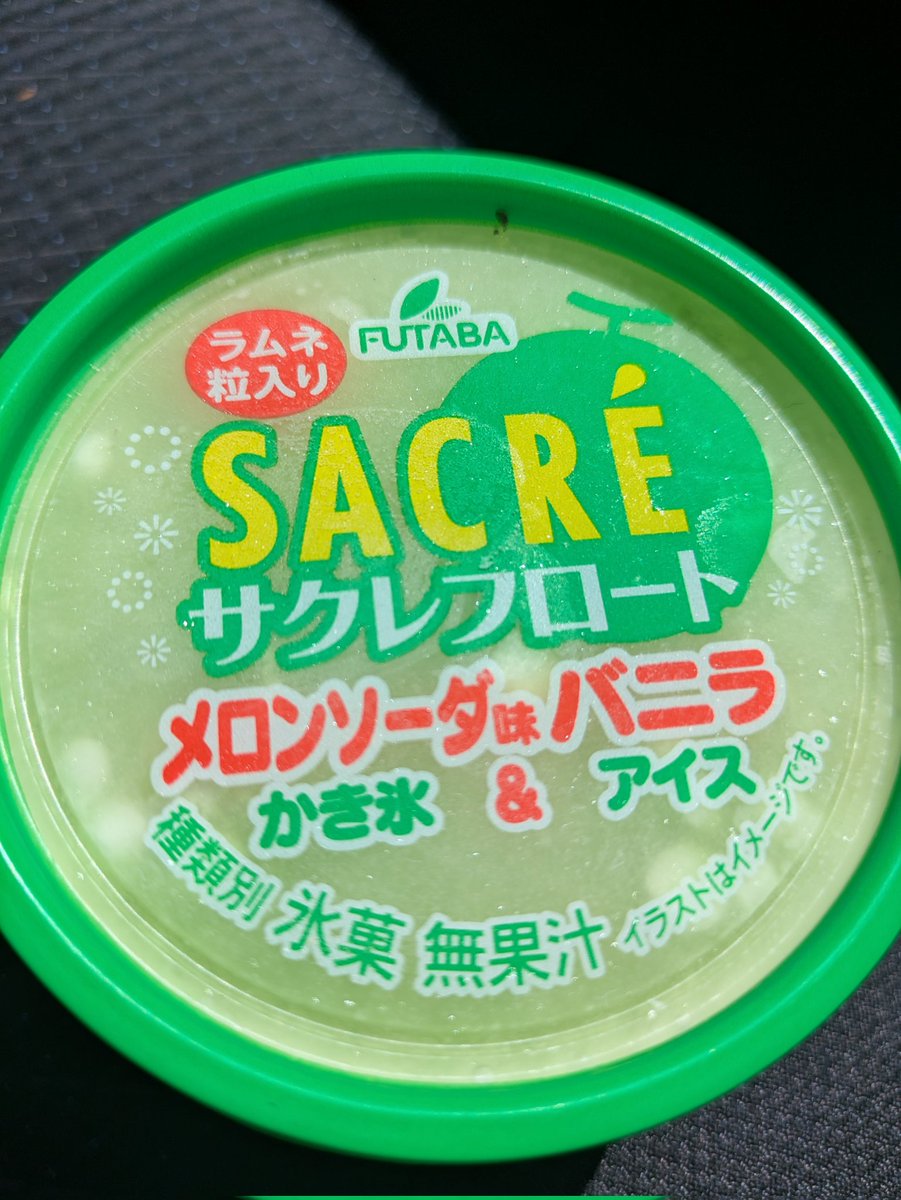 ラムネ
粒入り
FUTABA
SACRÉ
サクレフロート
メロンソーダ味バニラ
かき氷 & アイス
種類別 氷菓 無果汁 イラストはイメージです。